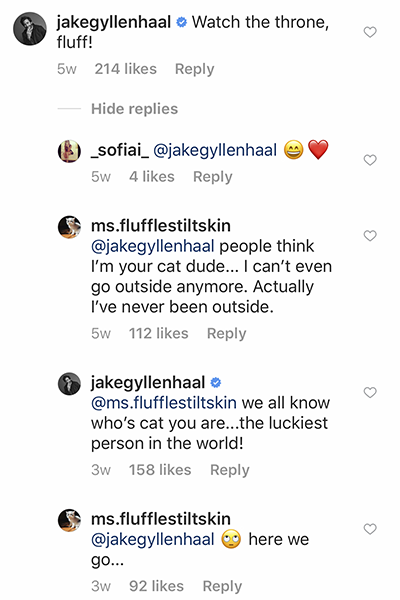 jakegyllenhaal Watch the throne,
fluff!
5w 214 likes Reply
Hide replies
_sofiai_ @jakegyllenhaal 😄❤️
5w 4 likes Reply
ms.flufflestiltskin
@jakegyllenhaal people think
I'm your cat dude... I can't even
go outside anymore. Actually
I've never been outside.
5w 112 likes Reply
jakegyllenhaal
@ms.flufflestiltskin we all know
who's cat you are...the luckiest
person in the world!
3w 158 likes Reply
ms.flufflestiltskin
@jakegyllenhaal 🙄 here we
go...
3w 92 likes Reply